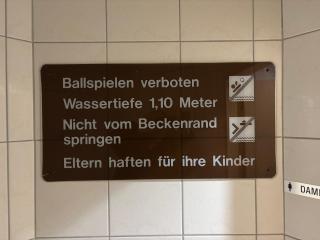 Ballspielen verboten
Wassertiefe 1,10 Meter
Nicht vom Beckenrand
springen
Eltern haften für ihre Kinder